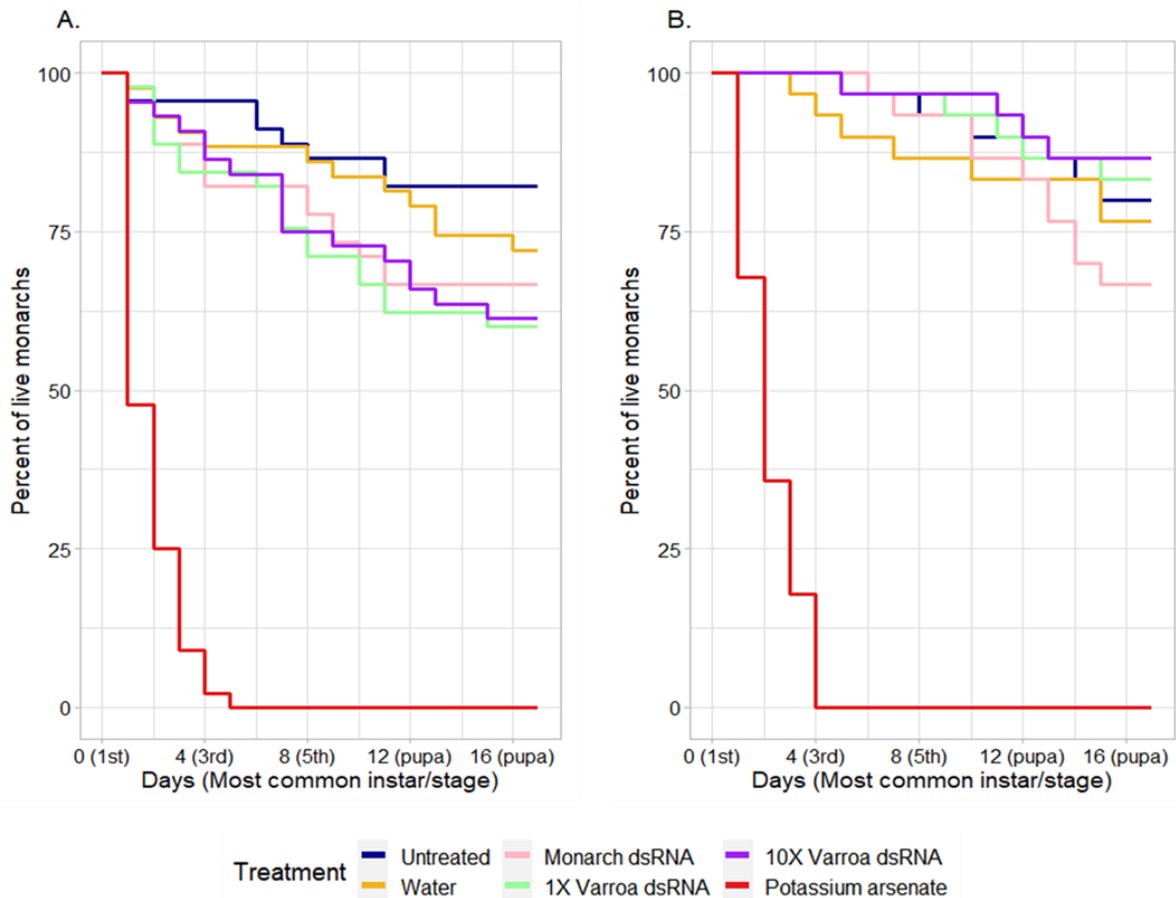 A.
Percent of live monarchs
100
75
50
25
0
0 (1st) 4 (3rd) 8 (5th) 12 (pupa) 16 (pupa)
Days (Most common instar/stage)
B.
Percent of live monarchs
100
75
50
25
0
0 (1st) 4 (3rd) 8 (5th) 12 (pupa) 16 (pupa)
Days (Most common instar/stage)
Treatment
Untreated Monarch dsRNA 10X Varroa dsRNA
Water 1X Varroa dsRNA Potassium arsenate